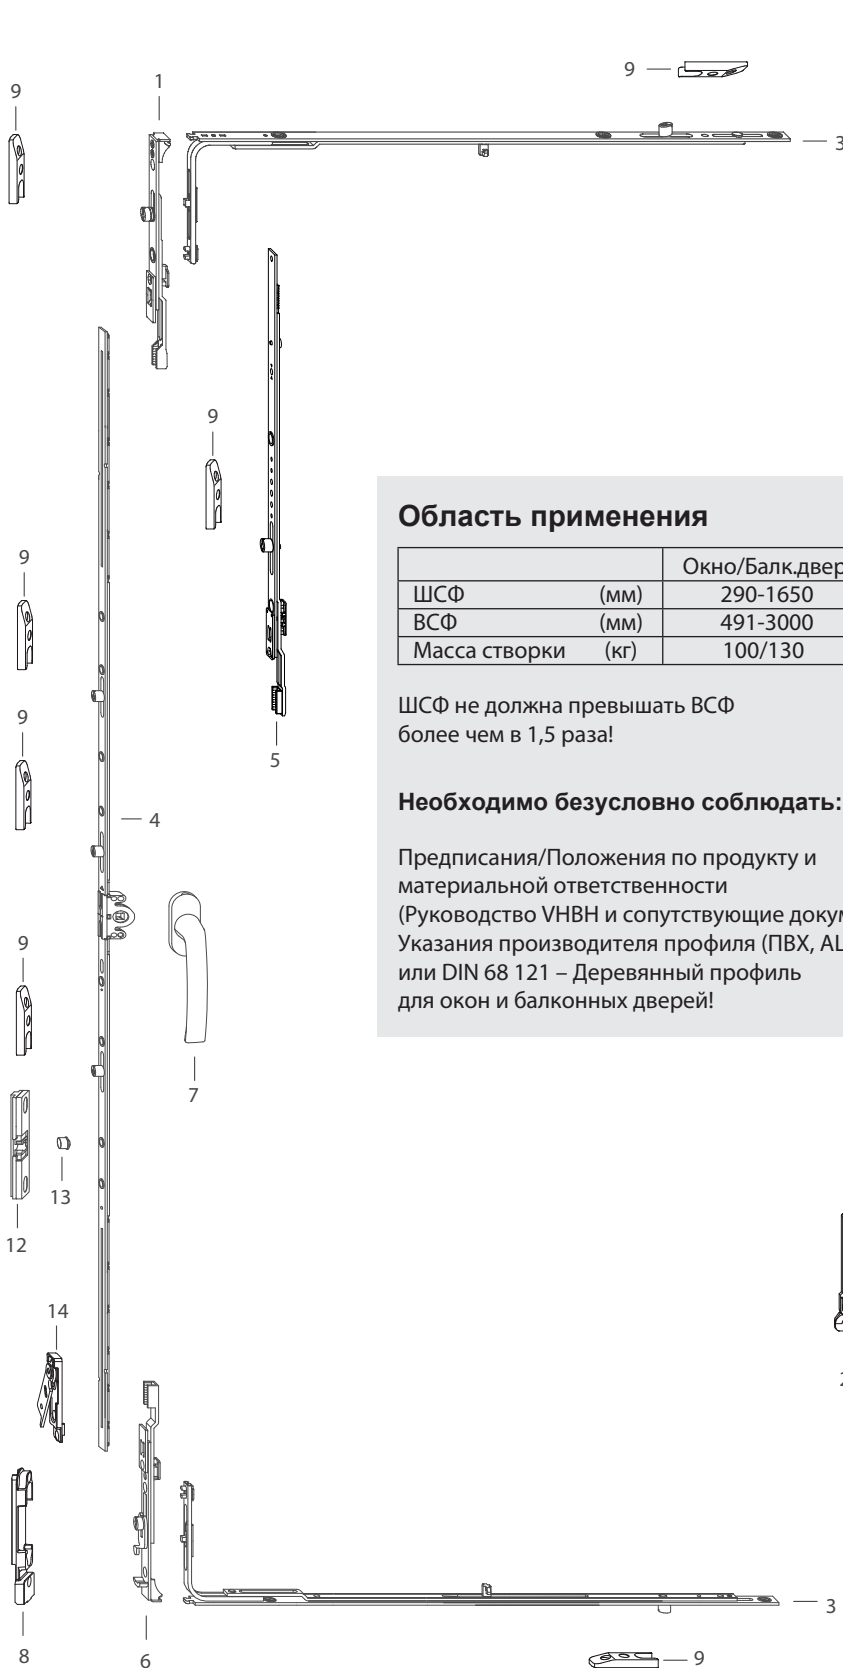 9
1
9
3
9
Область применения
Окно/Балк.двер
ШСФ (мм) 290-1650
ВСФ (мм) 491-3000
Масса створки (кг) 100/130
9
ШСФ не должна превышать ВСФ
более чем в 1,5 раза!
9
5
Необходимо безусловно соблюдать:
4
Предписания/Положения по продукту и
материальной ответственности
(Руководство VHBH и сопутствующие докум
Указания производителя профиля (ПВХ, AL
или DIN 68 121 – Деревянный профиль
для окон и балконных дверей!
9
7
13
12
14
2
3
8
6
9